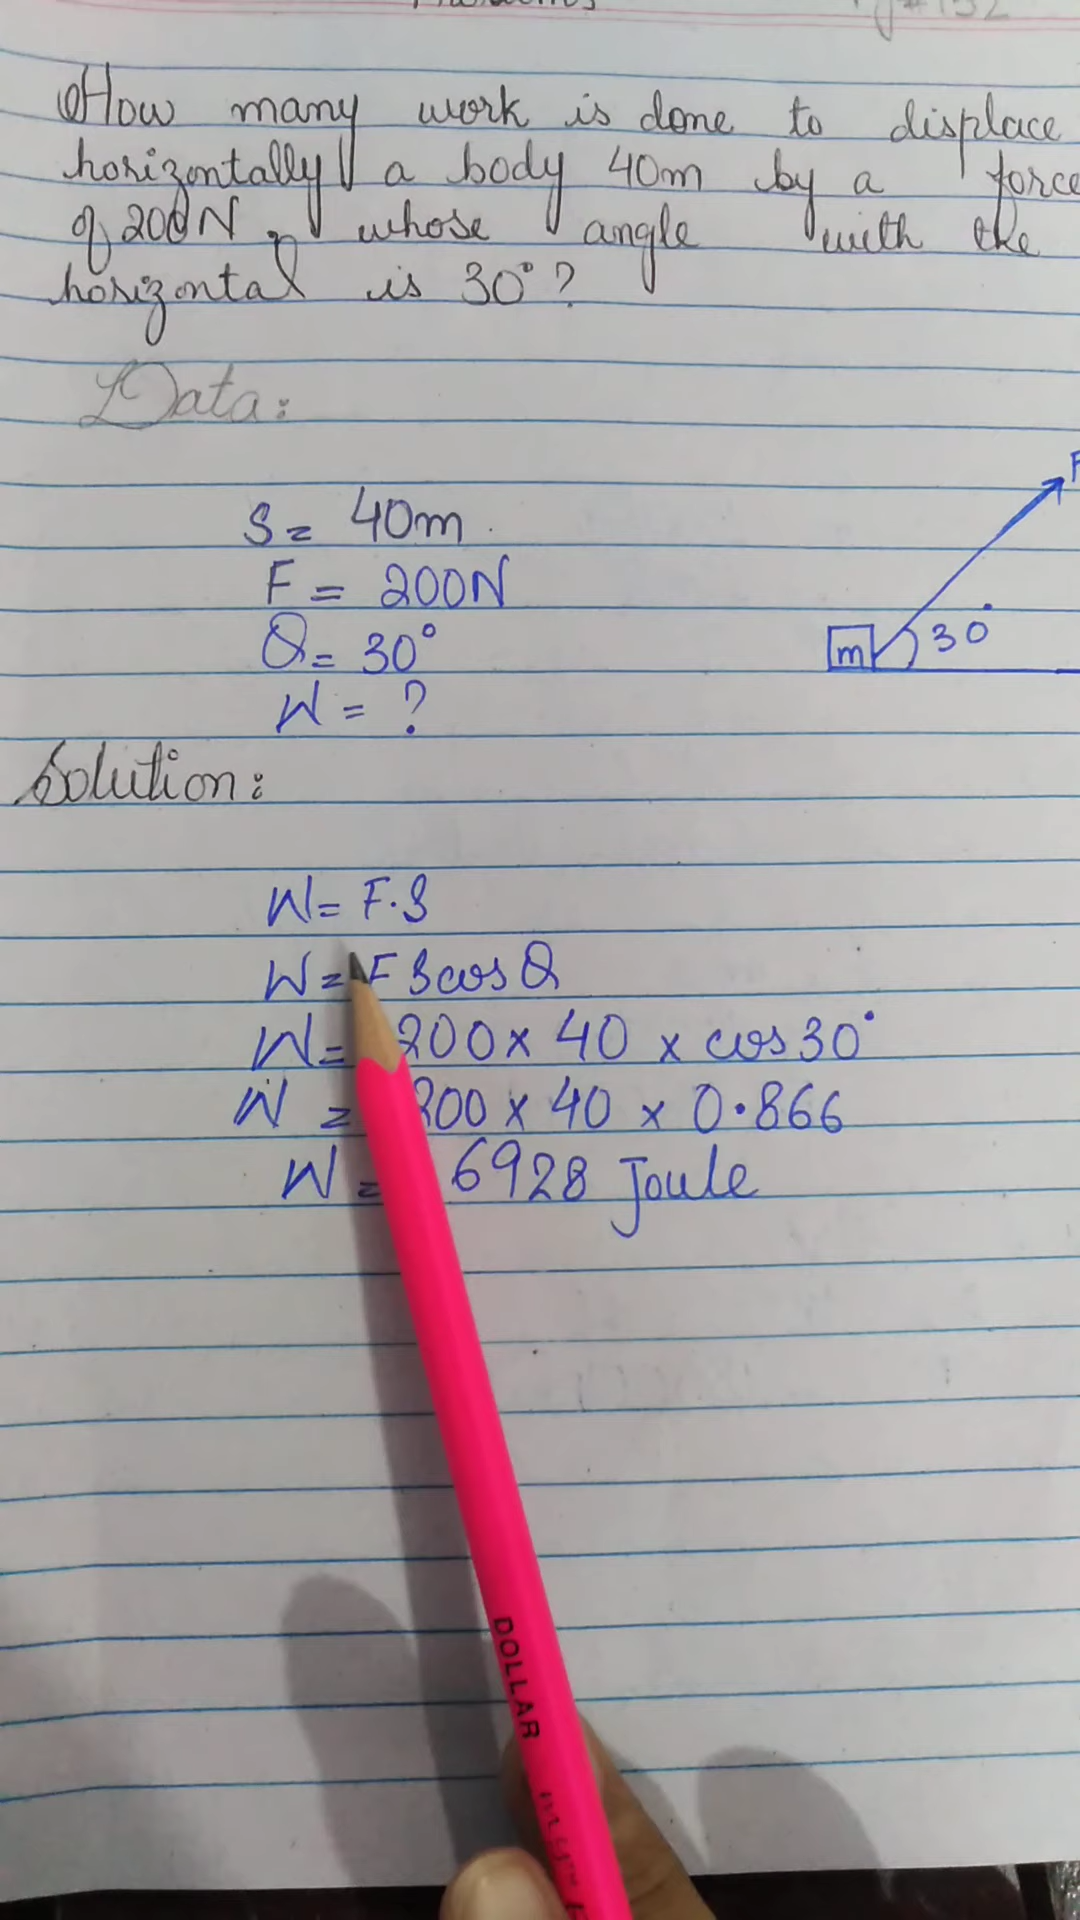 How many work is done to displace
horizontally a body 40m by a force
of 200N, whose angle with the
horizontal is 30°?
Data:
S = 40m
F = 200N
θ = 30°
W = ?
F
m
30°
Solution:
W = F.S
W = F S cos θ
W = 200 × 40 × cos 30°
W = 200 × 40 × 0.866
W = 6928 Joule
DOLLAR